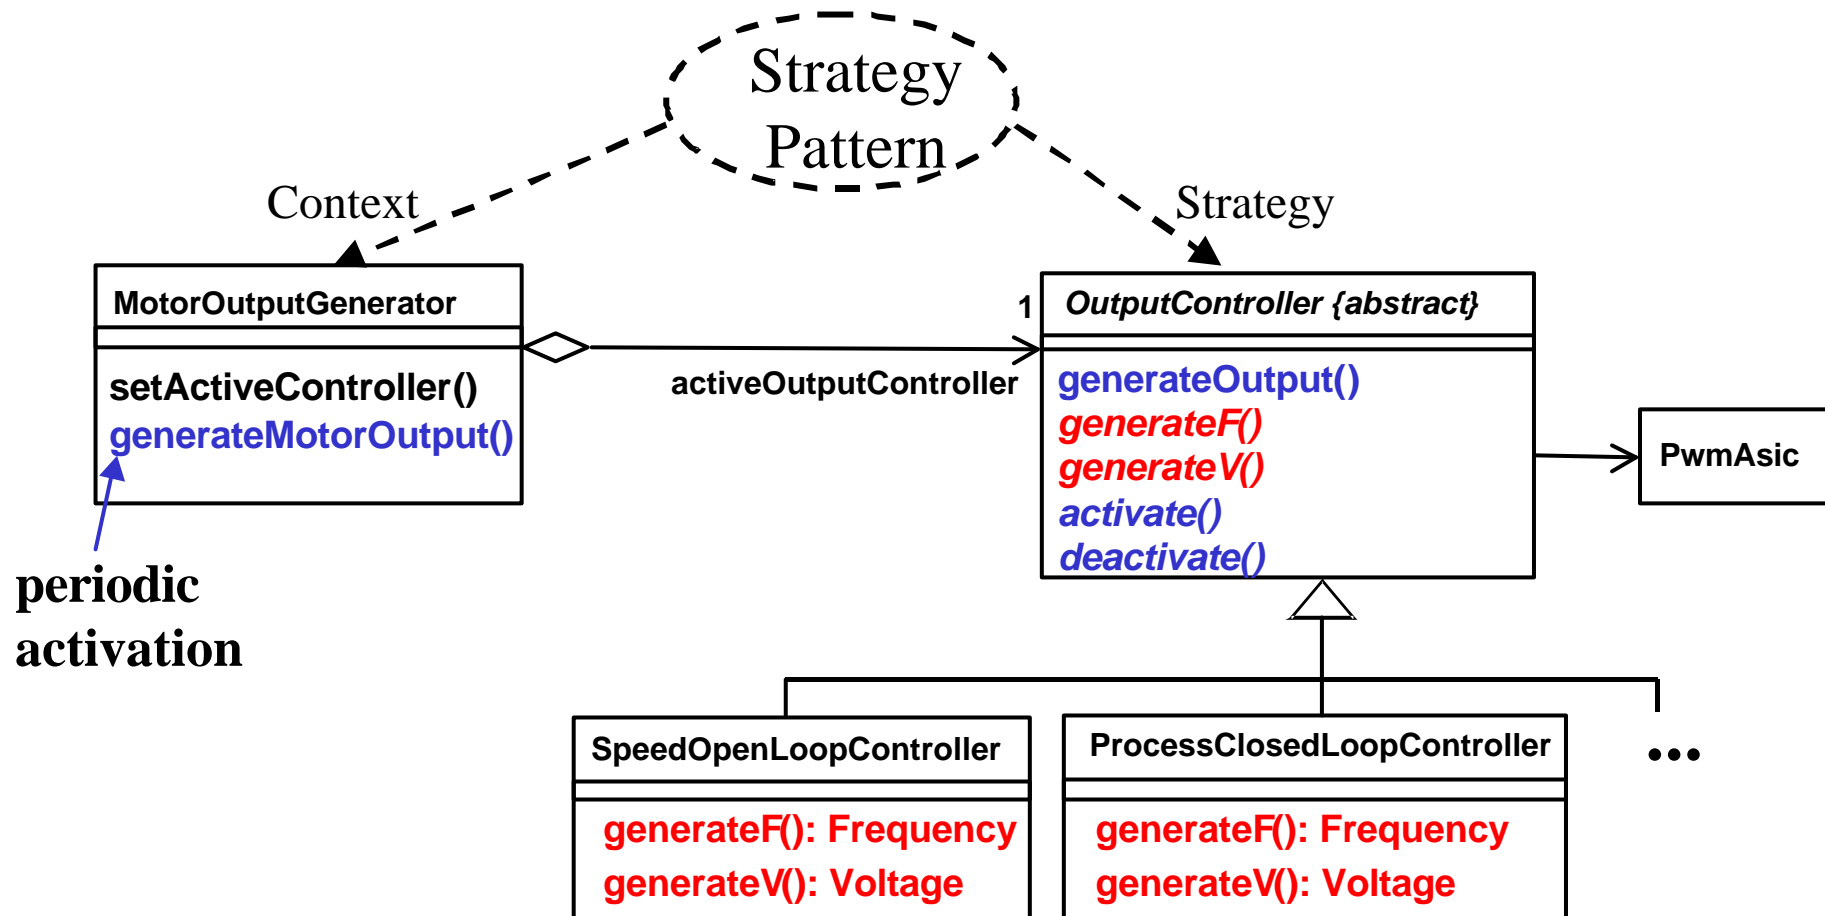 Strategy
Pattern
Context
Strategy
MotorOutputGenerator
setActiveController()
generateMotorOutput()
periodic
activation
1
activeOutputController
OutputController {abstract}
generateOutput()
generateF()
generateV()
activate()
deactivate()
PwmAsic
SpeedOpenLoopController
generateF(): Frequency
generateV(): Voltage
ProcessClosedLoopController
generateF(): Frequency
generateV(): Voltage
...